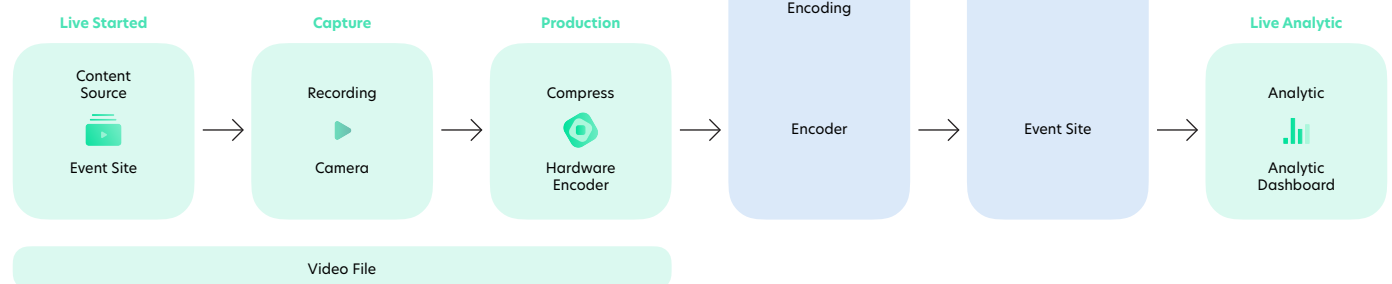 Encoding
Live Started
Capture
Production
Live Analytic
Content
Source
Event Site
Recording
Camera
Compress
Hardware
Encoder
Encoder
Event Site
Analytic
Analytic
Dashboard
Video File